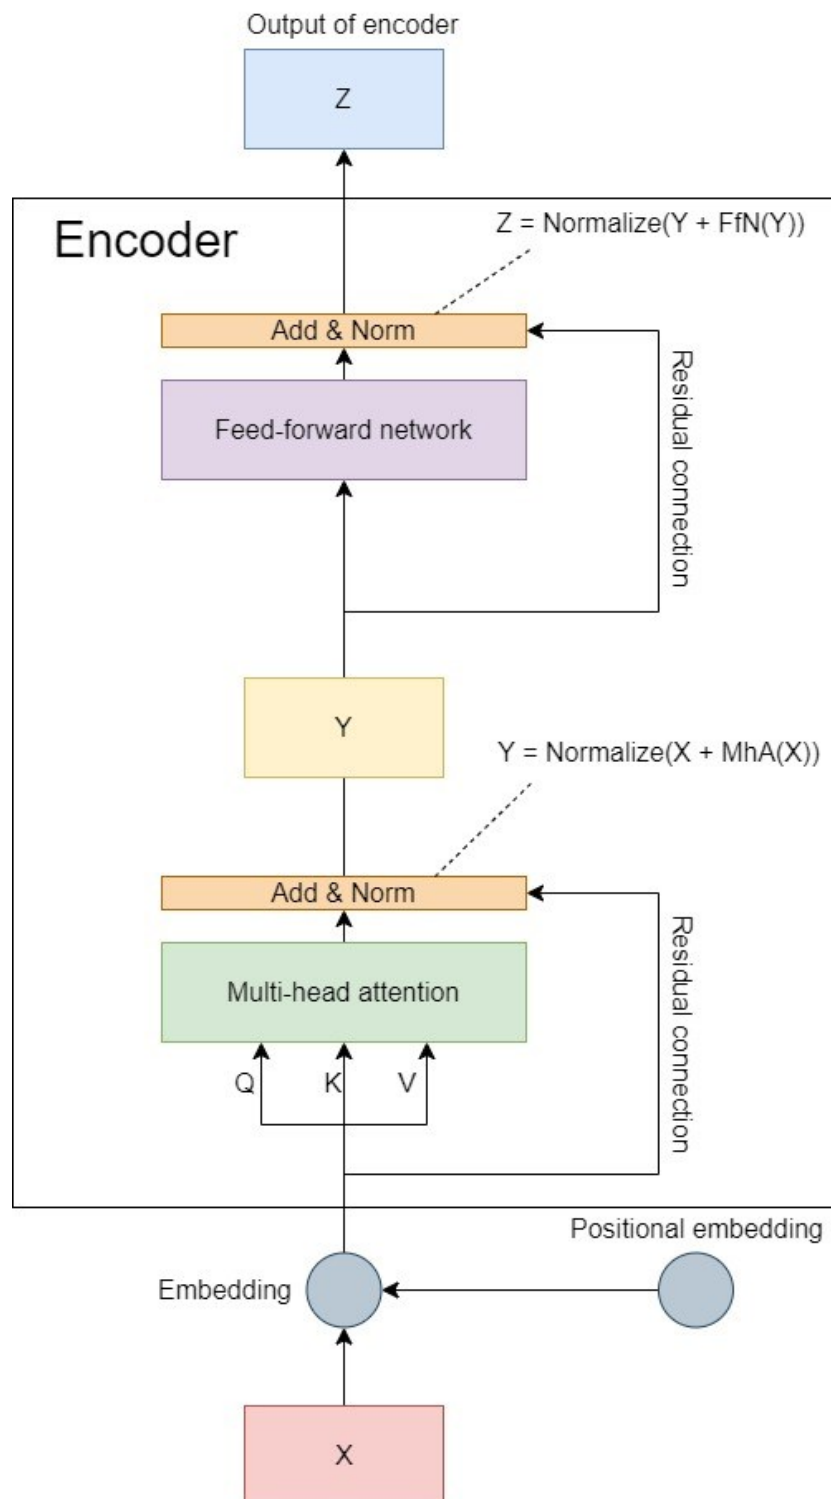 Output of encoder
Z
Encoder
Z = Normalize(Y + FfN(Y))
Add & Norm
Residual connection
Feed-forward network
Y
Y = Normalize(X + MhA(X))
Add & Norm
Residual connection
Multi-head attention
Q K V
Positional embedding
Embedding
X